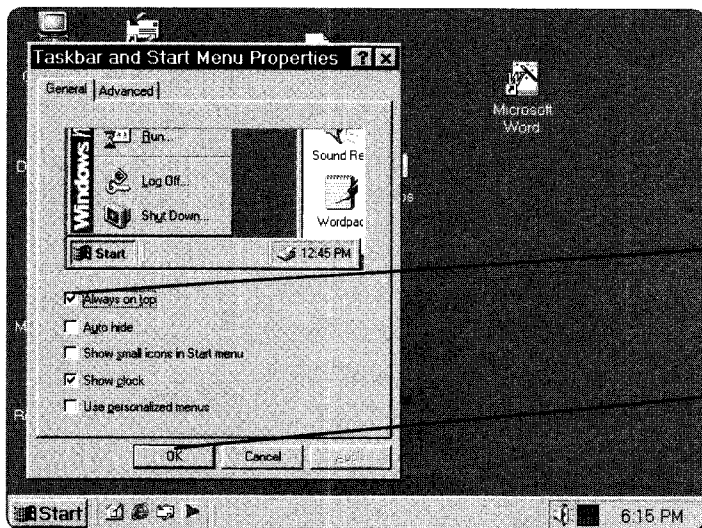 Taskbar and Start Menu Properties
General Advanced
Windows
Run...
Log Off...
Shut Down...
Sound Re
Wordpac
Start 12:45 PM
Always on top
Auto hide
Show small icons in Start menu
Show clock
Use personalized menus
OK Cancel
Microsoft
Word
Start 6:15 PM